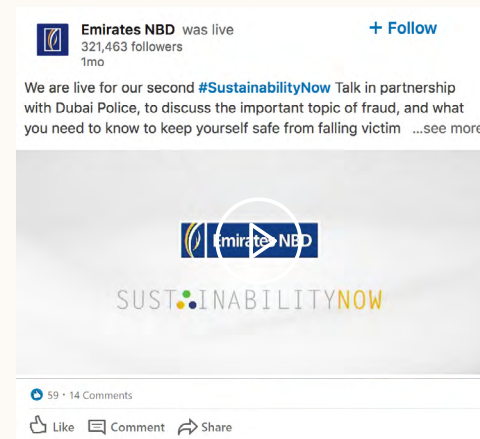 Emirates NBD was live
+ Follow
321,463 followers
1mo
We are live for our second #SustainabilityNow Talk in partnership
with Dubai Police, to discuss the important topic of fraud, and what
you need to know to keep yourself safe from falling victim ...see more
Emirates NBD
SUSTAINABILITYNOW
59 • 14 Comments
Like Comment Share